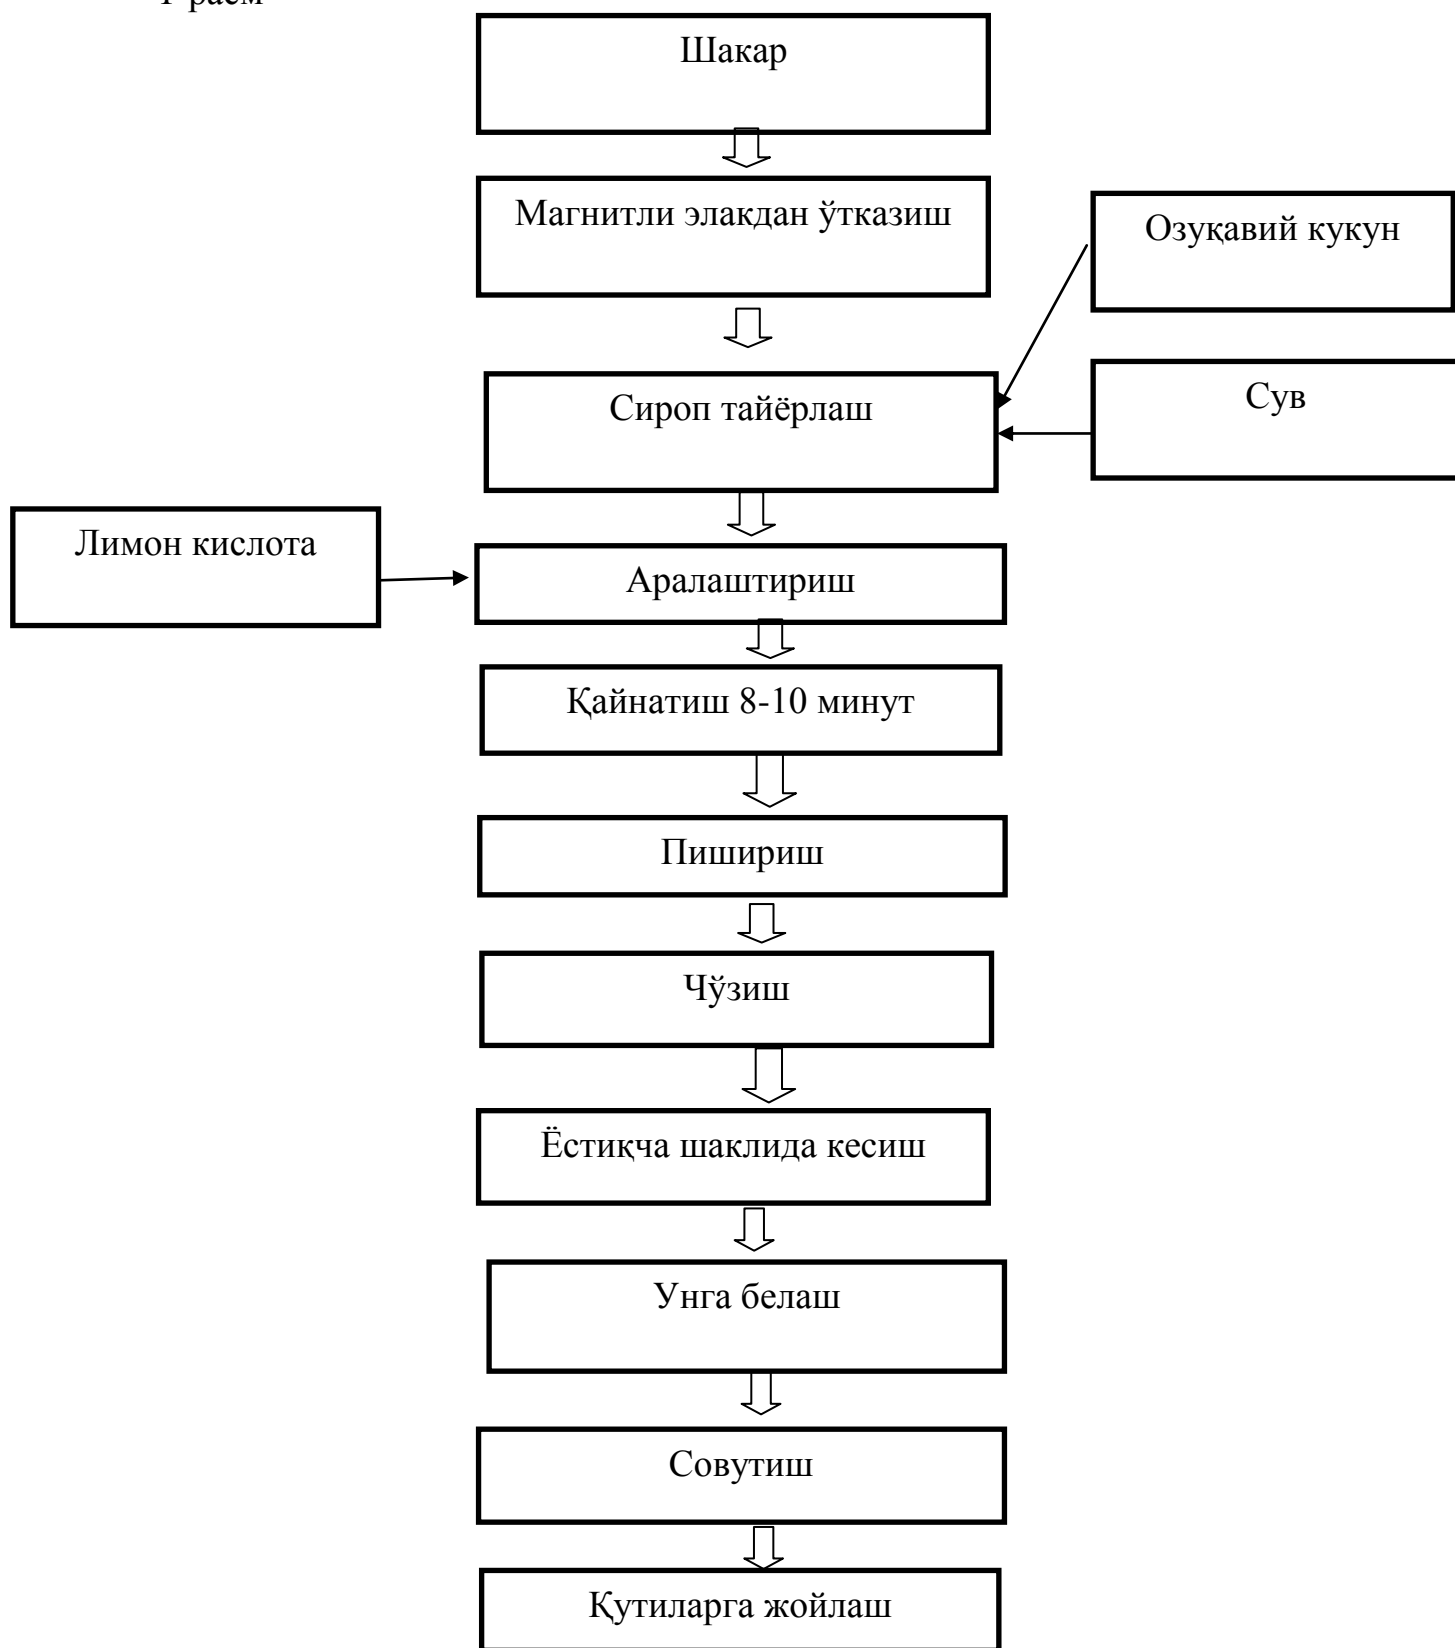 1-расм
Шакар
Магнитли элакдан ўтказиш
Озуқавий кукун
Сироп тайёрлаш
Сув
Лимон кислота
Аралаштириш
Қайнатиш 8-10 минут
Пишириш
Чўзиш
Ёстиқча шаклида кесиш
Унга белаш
Совутиш
Қутиларга жойлаш